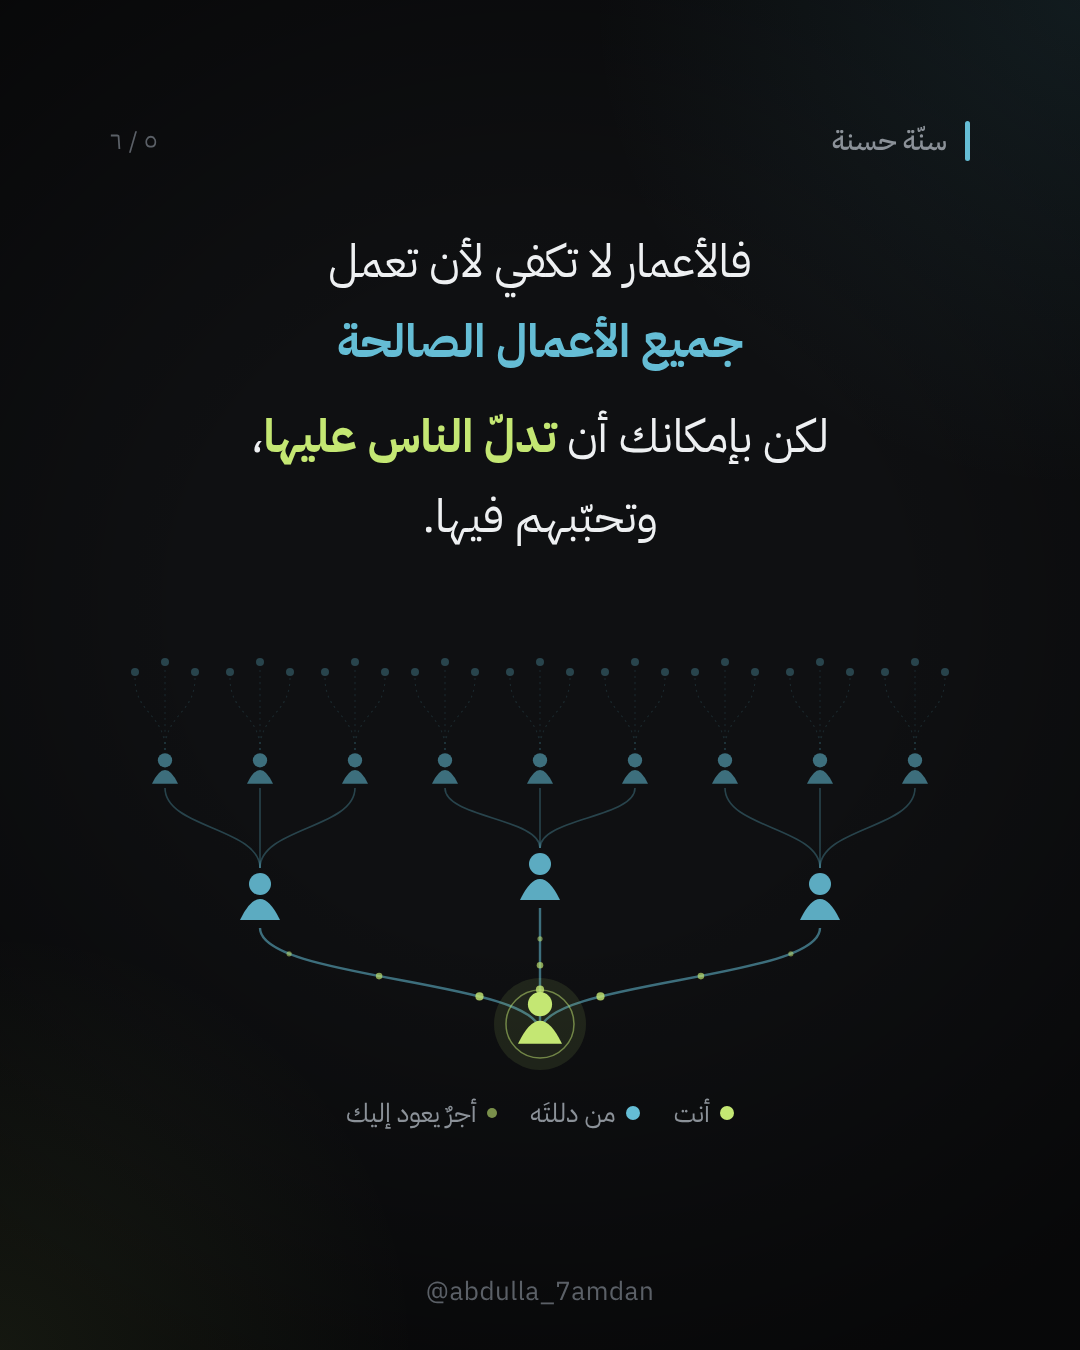 سنّة حسنة
٥ / ٦
فالأعمار لا تكفي لأن تعمل
جميع الأعمال الصالحة
لكن بإمكانك أن تدلّ الناس عليها،
وتحبّبهم فيها.
أنت
من دللتَه
أجرٌ يعود إليك
@abdulla_7amdan